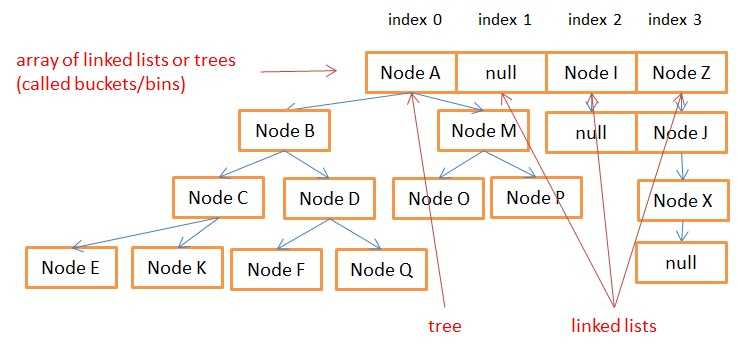 index 0 index 1 index 2 index 3
array of linked lists or trees
(called buckets/bins)
Node A null Node I Node Z
Node B Node M null Node J
Node C Node D Node O Node P Node X
Node E Node K Node F Node Q null
tree linked lists